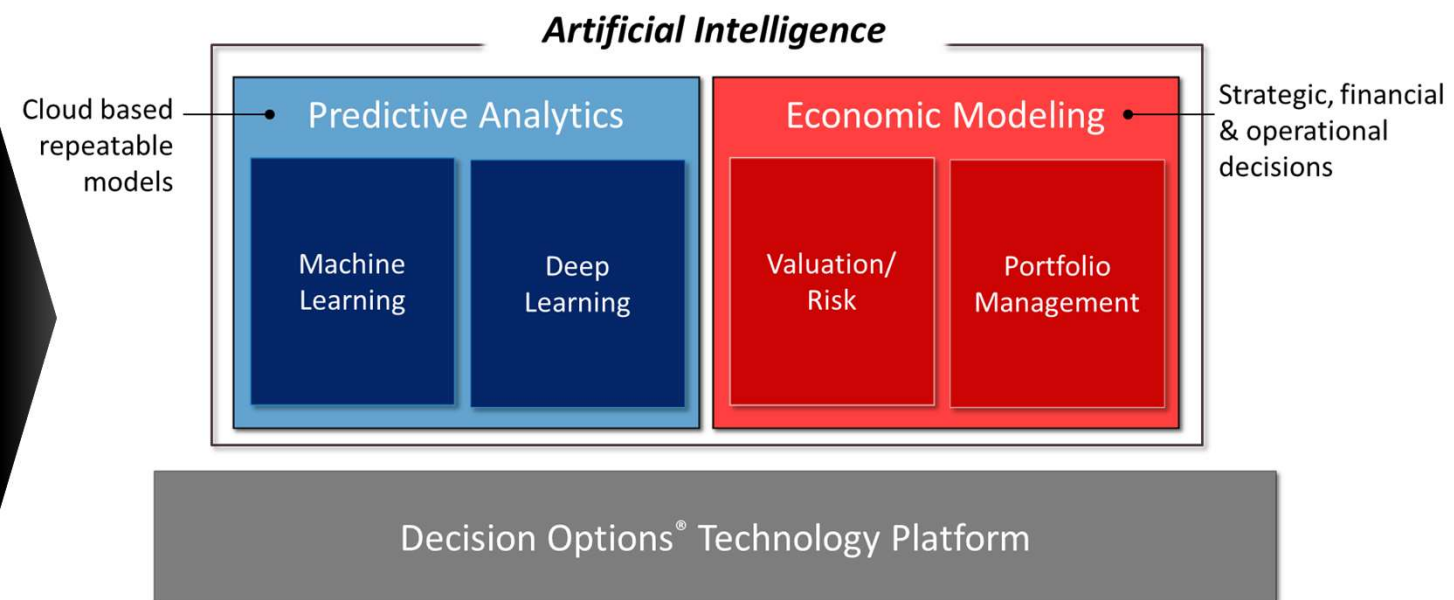 Artificial Intelligence
Cloud based
repeatable
models
Predictive Analytics
Machine
Learning
Deep
Learning
Economic Modeling
Valuation/
Risk
Portfolio
Management
Strategic, financial
& operational
decisions
Decision Options® Technology Platform